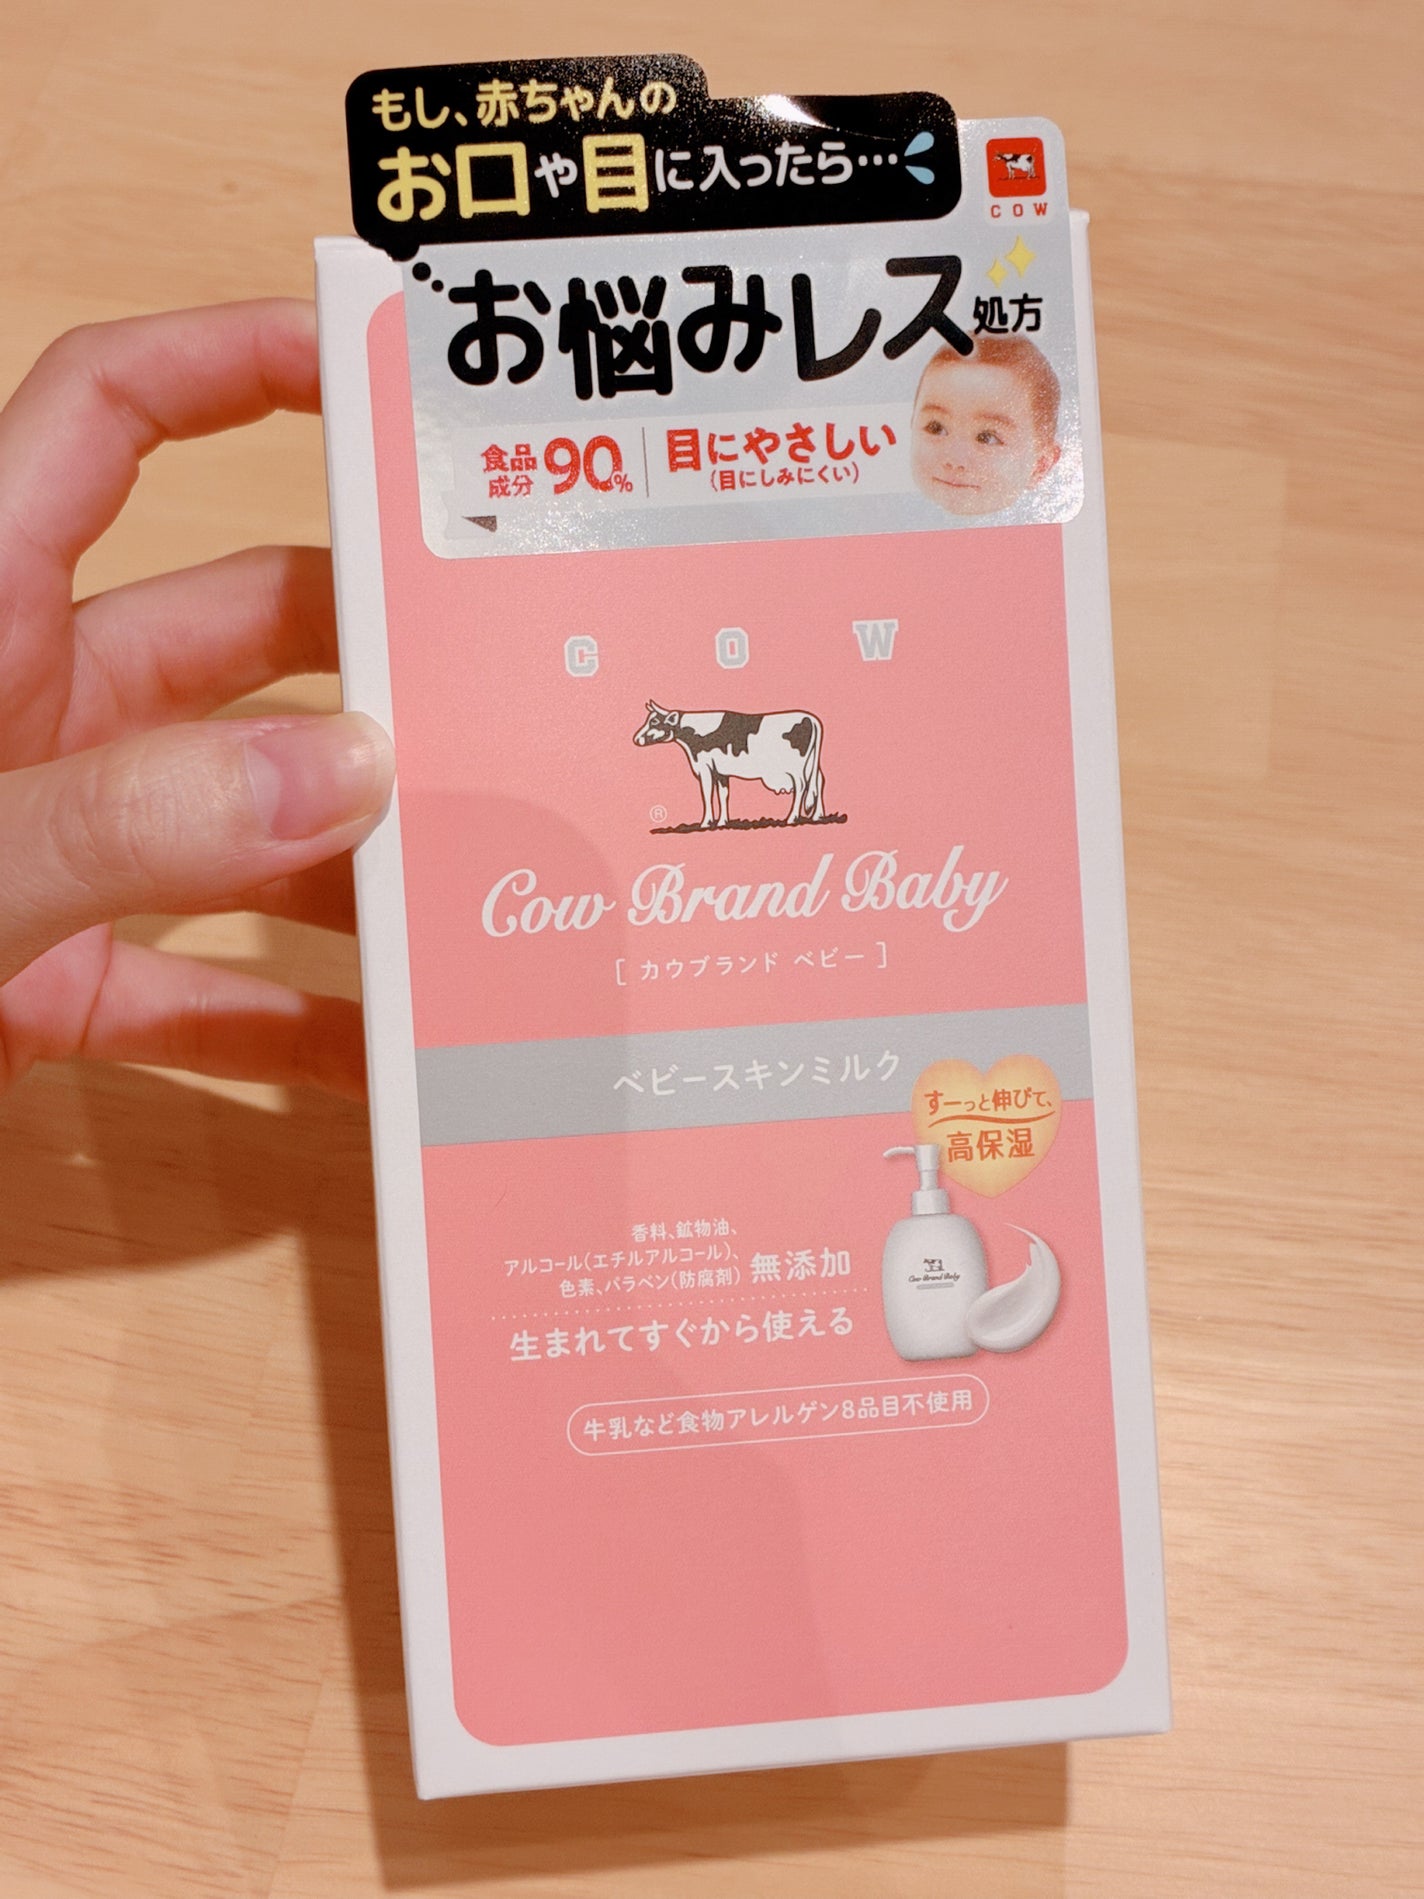 もし、赤ちゃんの
お口や目に入ったら…
COW
お悩みレス処方
食品成分90%
目にやさしい
(目にしみにくい)
COW
®
Cow Brand Baby
[カウブランド ベビー]
ベビースキンミルク
すーっと伸びて、
高保湿
香料、鉱物油、
アルコール(エチルアルコール)、
色素、パラベン(防腐剤)無添加
生まれてすぐから使える
Cow Brand Baby
牛乳など食物アレルゲン8品目不使用